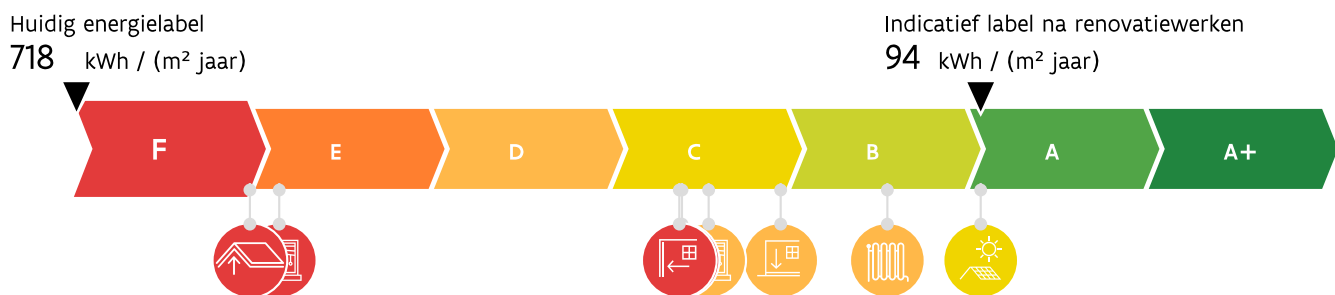 Huidig energielabel
718 kWh / (m² jaar)
Indicatief label na renovatiewerken
94 kWh / (m² jaar)
F E D C B A A+